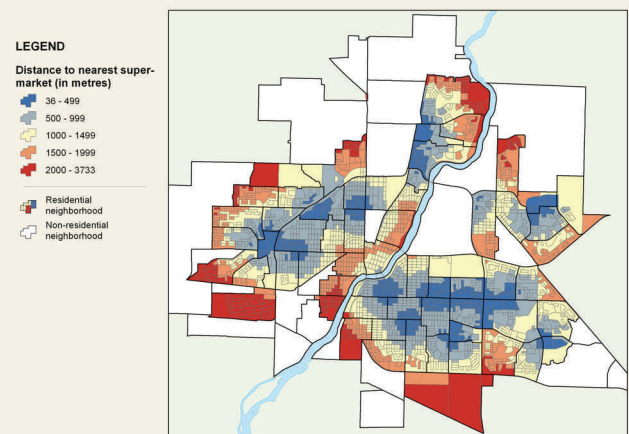 LEGEND
Distance to nearest super-
market (in metres)
36 - 499
500 - 999
1000 - 1499
1500 - 1999
2000 - 3733
Residential
neighborhood
Non-residential
neighborhood